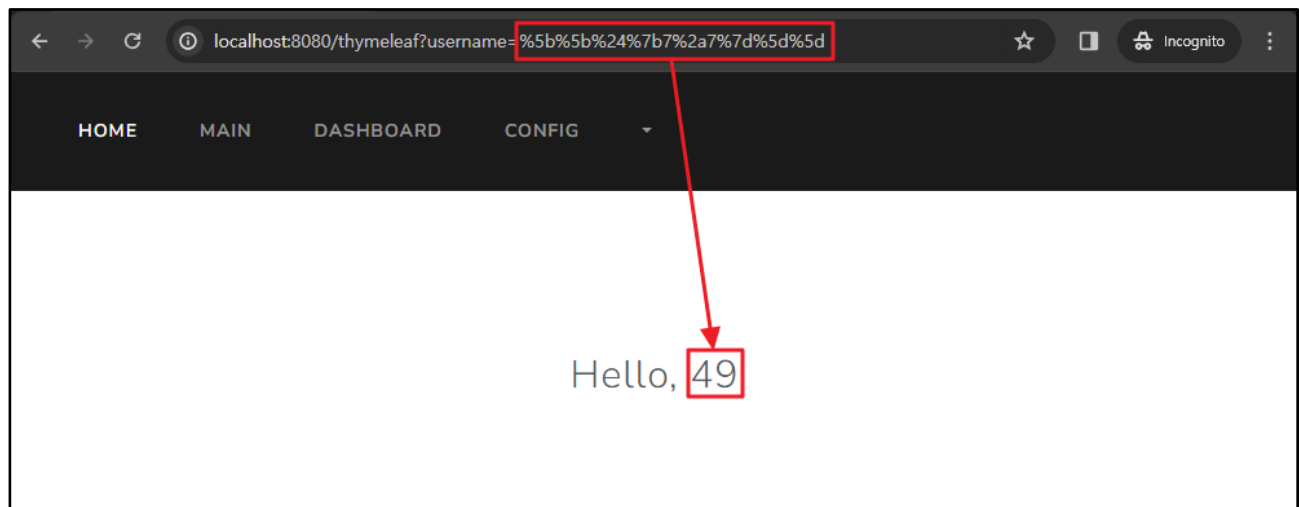 localhost:8080/thymeleaf?username=%5b%5b%24%7b7%2a7%7d%5d%5d
Incognito
HOME MAIN DASHBOARD CONFIG
Hello, 49